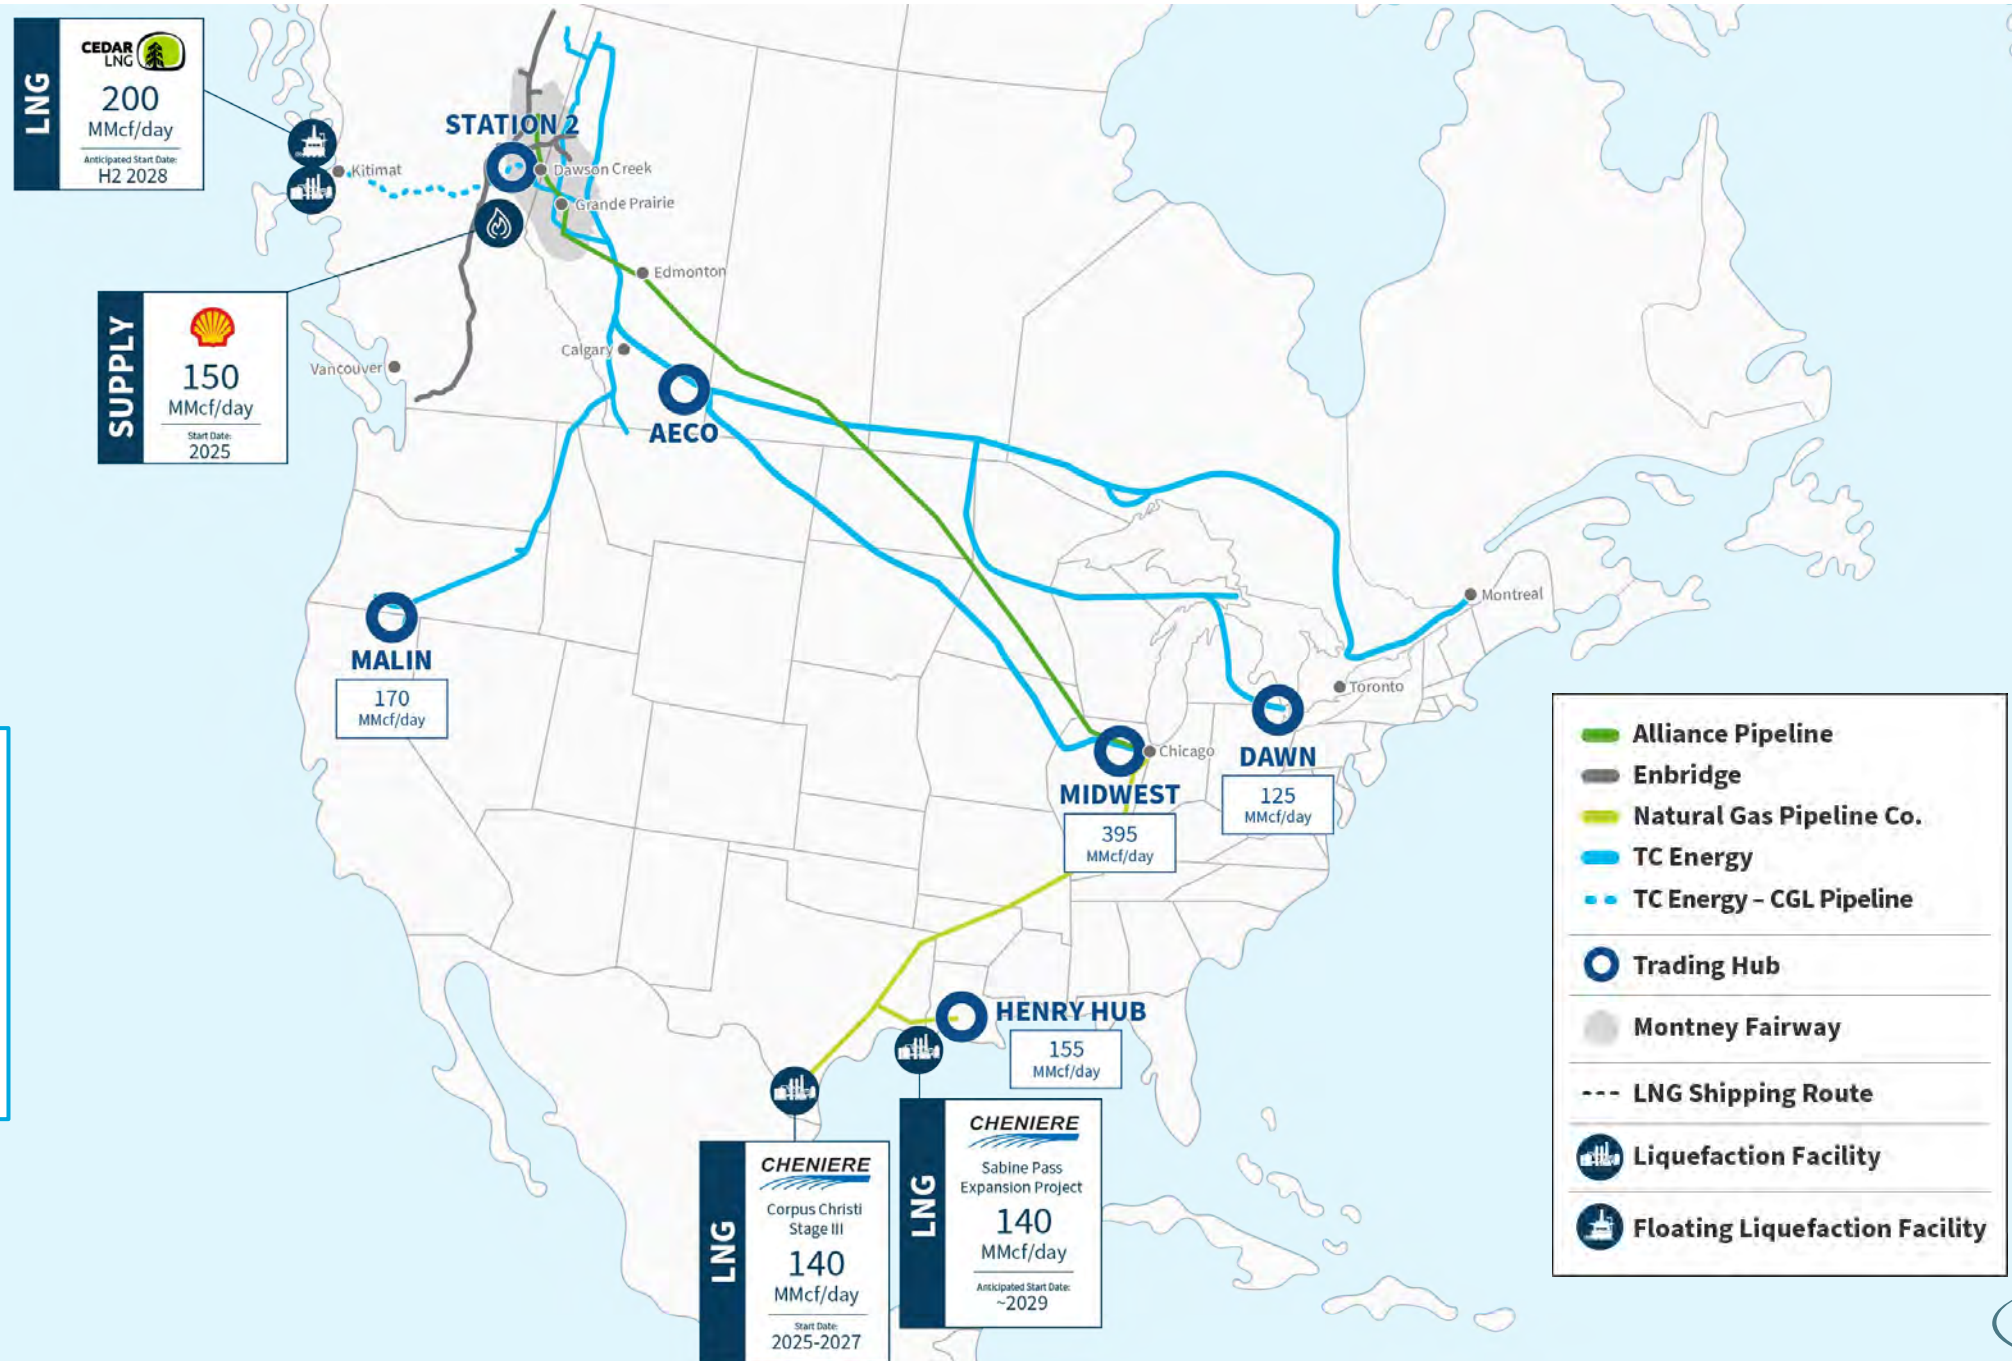 LNG
CEDAR
LNG
200
MMcf/day
Anticipated Start Date:
H2 2028
STATION 2
Kitimat
Dawson Creek
Grande Prairie
Edmonton
SUPPLY
150
MMcf/day
Start Date:
2025
Calgary
Vancouver
AECO
MALIN
170
MMcf/day
Montreal
Toronto
Chicago
DAWN
125
MMcf/day
MIDWEST
395
MMcf/day
HENRY HUB
155
MMcf/day
LNG
CHENIERE
Corpus Christi
Stage III
140
MMcf/day
Start Date:
2025-2027
LNG
CHENIERE
Sabine Pass
Expansion Project
140
MMcf/day
Anticipated Start Date:
~2029
Alliance Pipeline
Enbridge
Natural Gas Pipeline Co.
TC Energy
TC Energy – CGL Pipeline
Trading Hub
Montney Fairway
LNG Shipping Route
Liquefaction Facility
Floating Liquefaction Facility